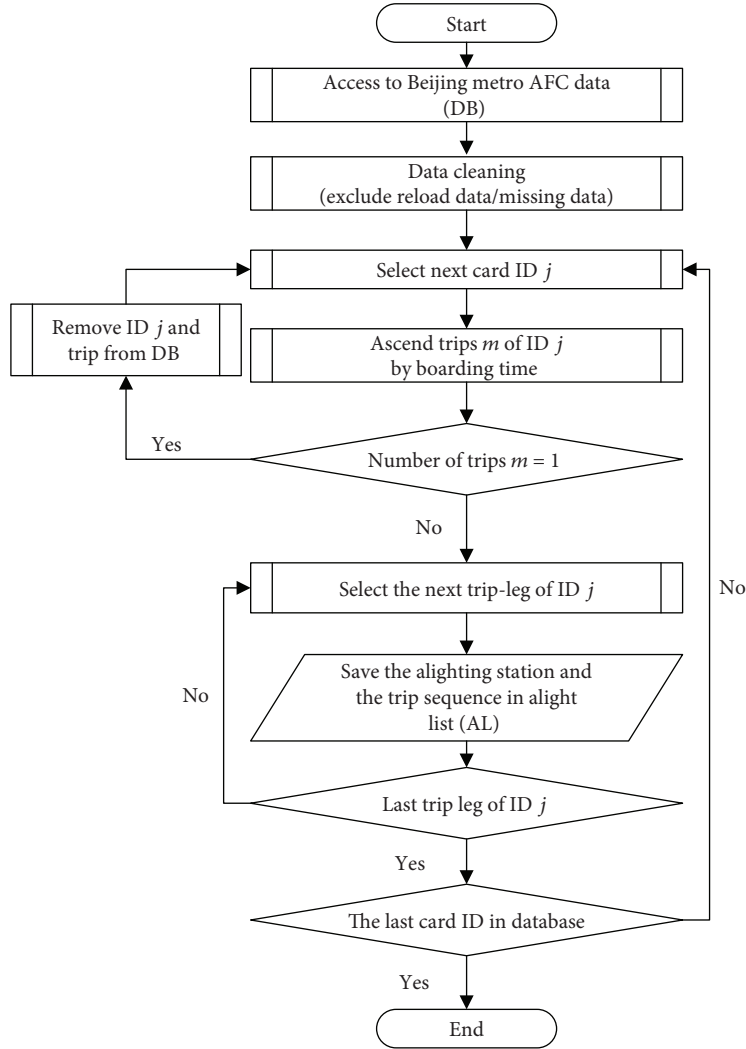 Start
Access to Beijing metro AFC data
(DB)
Data cleaning
(exclude reload data/missing data)
Select next card ID j
Remove ID j and
trip from DB
Ascend trips m of ID j
by boarding time
Yes
Number of trips m = 1
No
Select the next trip-leg of ID j
No
No
Save the alighting station and
the trip sequence in alight
list (AL)
Last trip leg of ID j
Yes
The last card ID in database
Yes
End